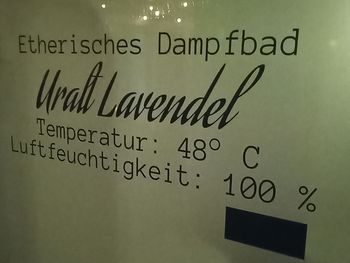 Etherisches Dampfbad
Uralt Lavendel
Temperatur: 48° C
Luftfeuchtigkeit: 100 %